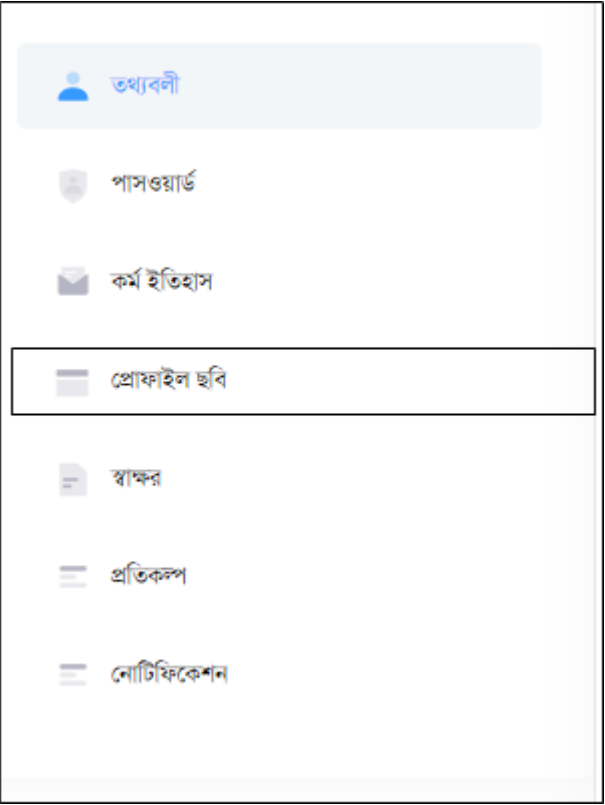 তথ্যবলী
পাসওয়ার্ড
কর্ম ইতিহাস
প্রোফাইল ছবি
স্বাক্ষর
প্রতিকল্প
নোটিফিকেশন